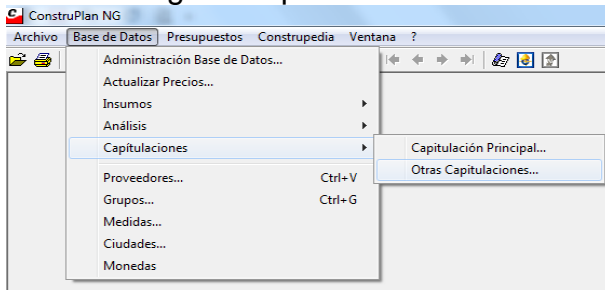 ConstruPlan NG
Archivo Base de Datos Presupuestos Construpedia Ventana ?
Administración Base de Datos...
Actualizar Precios...
Insumos
Análisis
Capítulaciones
Capitulación Principal...
Otras Capitulaciones...
Proveedores... Ctrl+V
Grupos... Ctrl+G
Medidas...
Ciudades...
Monedas